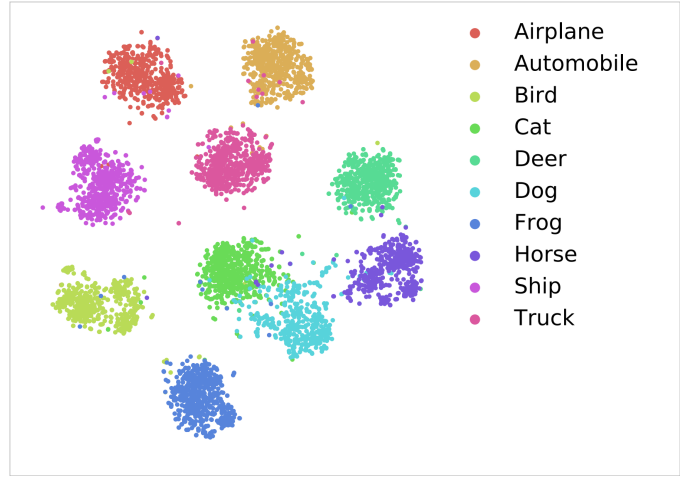 Airplane
Automobile
Bird
Cat
Deer
Dog
Frog
Horse
Ship
Truck